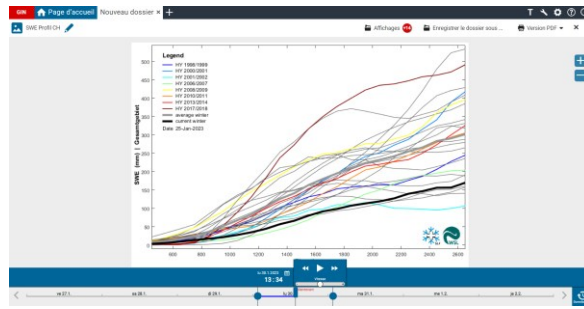 GIN
Page d'accueil
Nouveau dossier ×
+
T
SWE Profil CH
Affichages
Enregistrer le dossier sous ...
Version PDF
×
Legend
HY 1998/1999
HY 2000/2001
HY 2001/2002
HY 2006/2007
HY 2008/2009
HY 2010/2011
HY 2013/2014
HY 2017/2018
average winter
current winter
Date 25-Jan-2023
SWE (mm) | Gesamtgebiet
500
450
400
350
300
250
200
150
100
50
0
600
800
1000
1200
1400
1600
1800
2000
2200
2400
2600
13:34
Vitesse